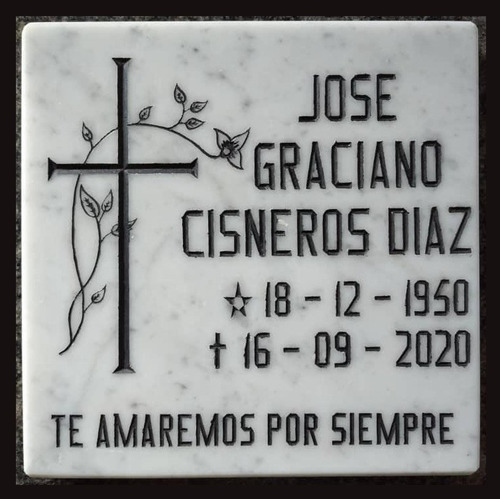 JOSE
GRACIANO
CISNEROS DIAZ
☆ 18 - 12 - 1950
✝ 16 - 09 - 2020
TE AMAREMOS POR SIEMPRE